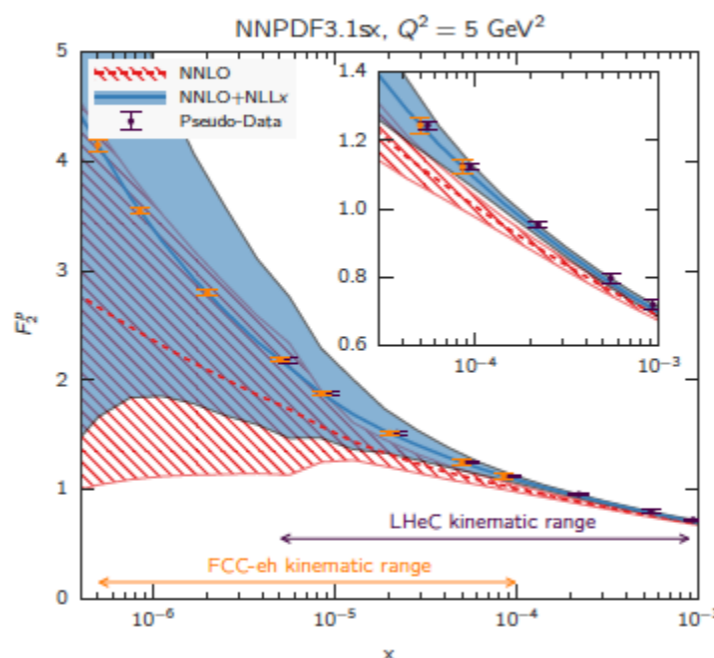 NNPDF3.1sx, Q² = 5 GeV²
NNLO
NNLO+NLLx
Pseudo-Data
5
4
3
2
1
0
F₂ᵖ
1.4
1.2
1.0
0.8
0.6
10⁻⁴
10⁻³
LHeC kinematic range
FCC-eh kinematic range
10⁻⁶
10⁻⁵
10⁻⁴
x